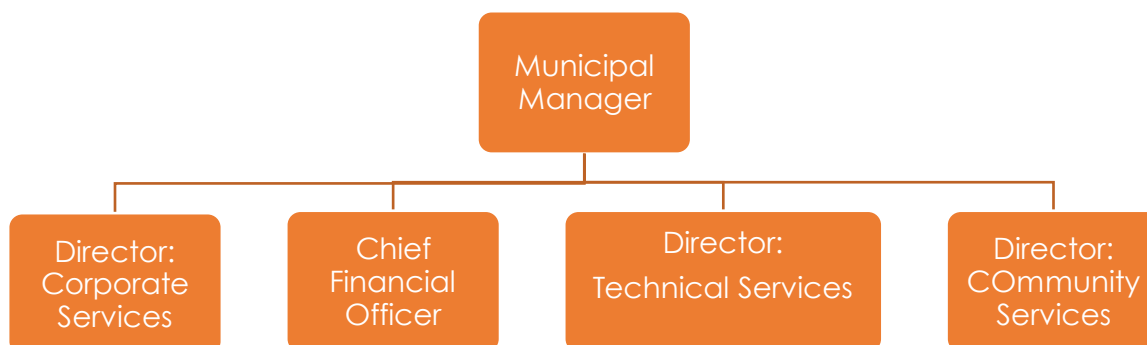 Municipal
Manager
Director:
Corporate
Services
Chief
Financial
Officer
Director:
Technical Services
Director:
COmmunity
Services